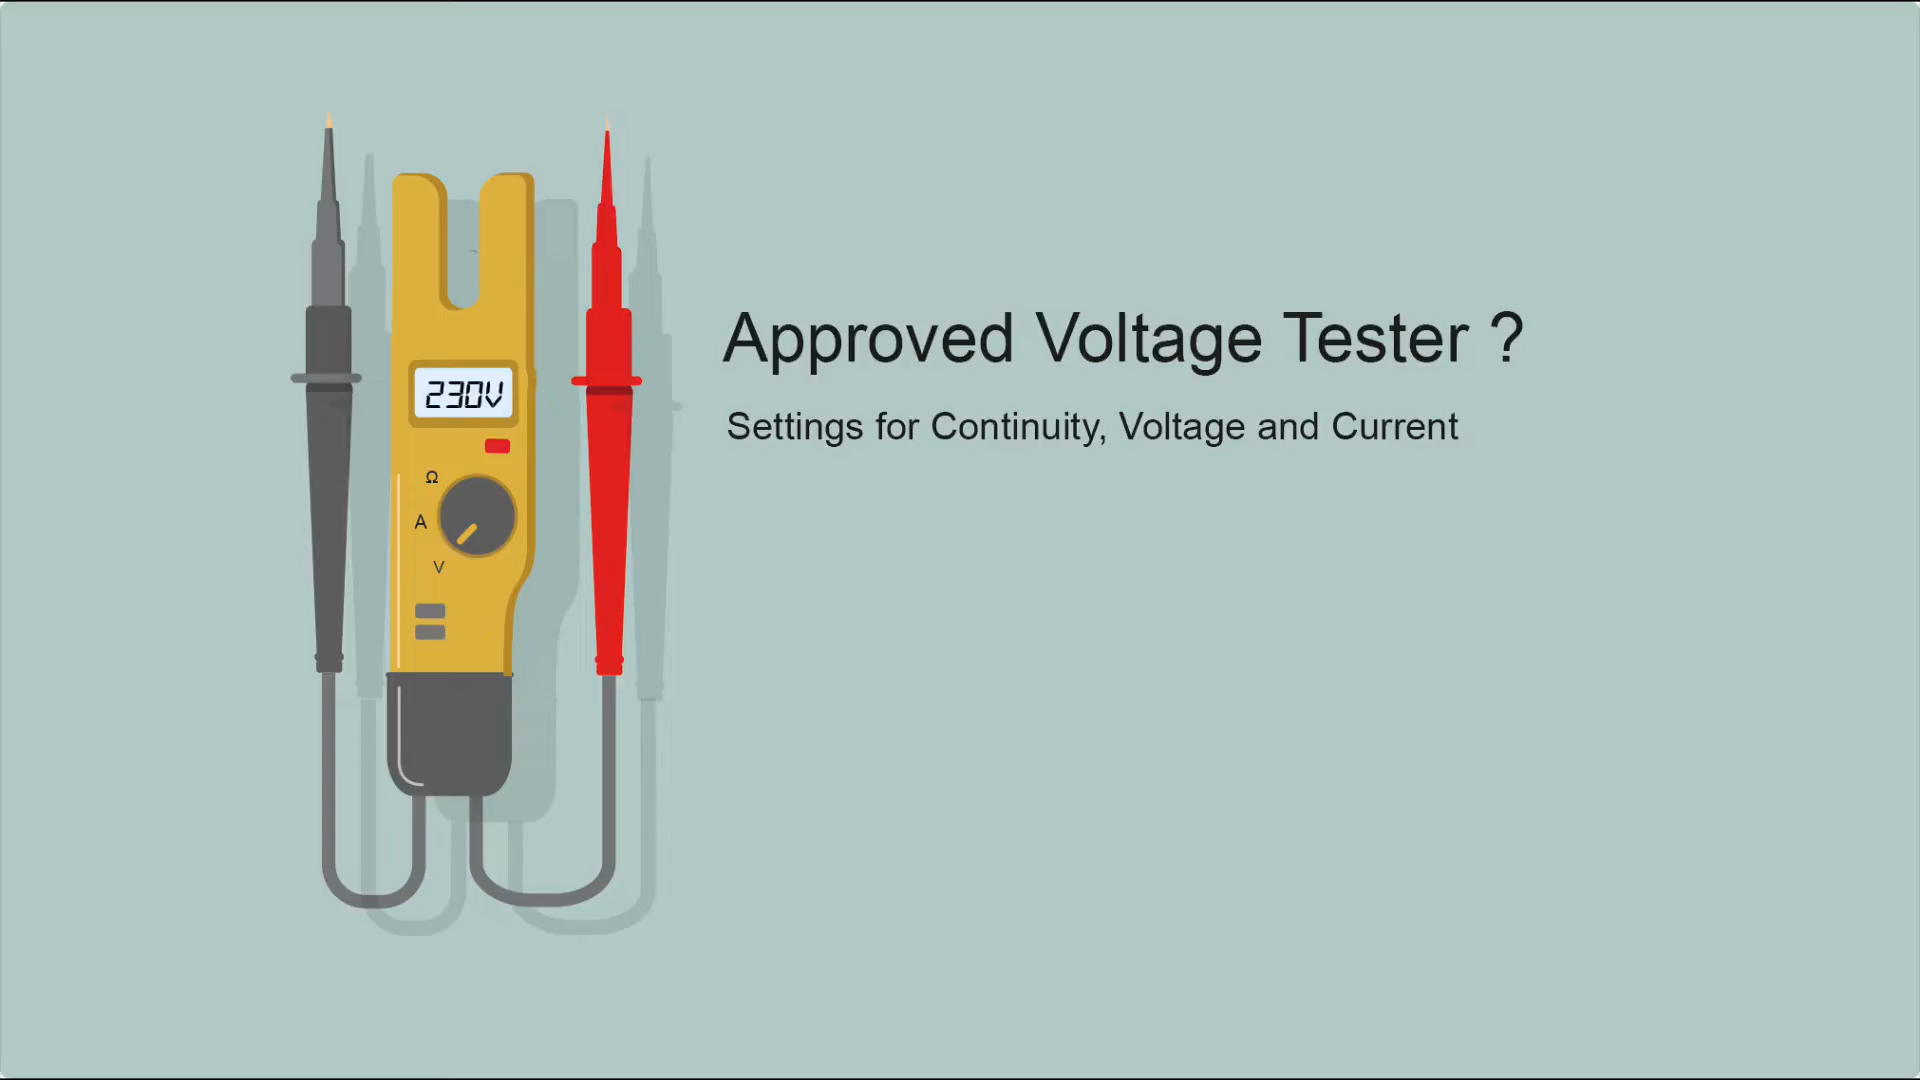 Approved Voltage Tester ?
Settings for Continuity, Voltage and Current
230V
Ω
A
V